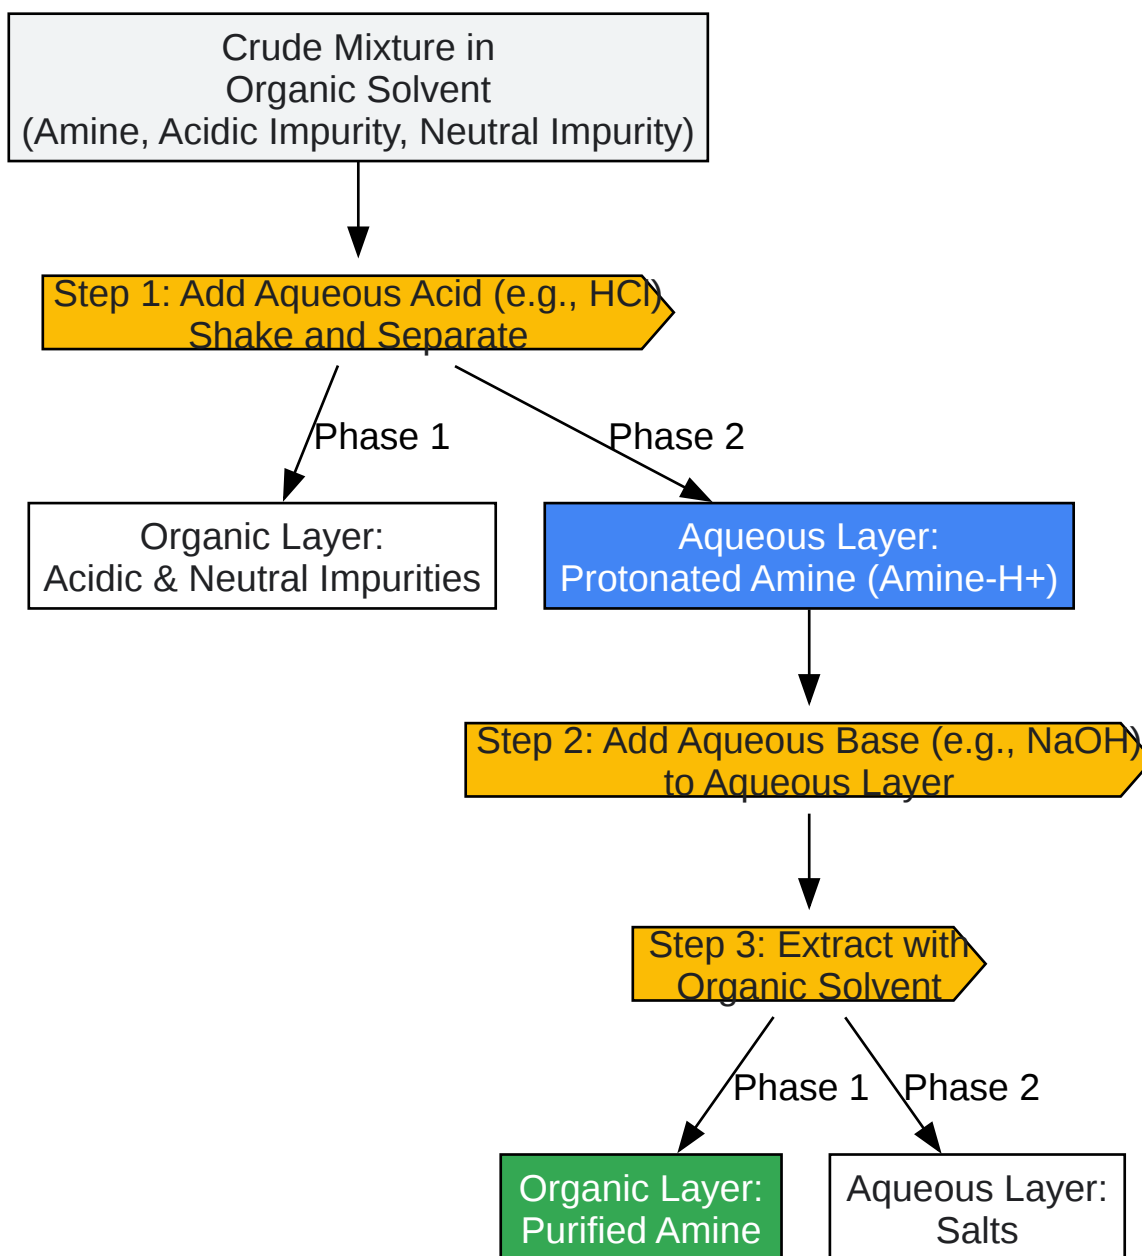 Crude Mixture in
Organic Solvent
(Amine, Acidic Impurity, Neutral Impurity)
Step 1: Add Aqueous Acid (e.g., HCl)
Shake and Separate
Phase 1
Phase 2
Organic Layer:
Acidic & Neutral Impurities
Aqueous Layer:
Protonated Amine (Amine-H+)
Step 2: Add Aqueous Base (e.g., NaOH)
to Aqueous Layer
Step 3: Extract with
Organic Solvent
Phase 1
Phase 2
Organic Layer:
Purified Amine
Aqueous Layer:
Salts